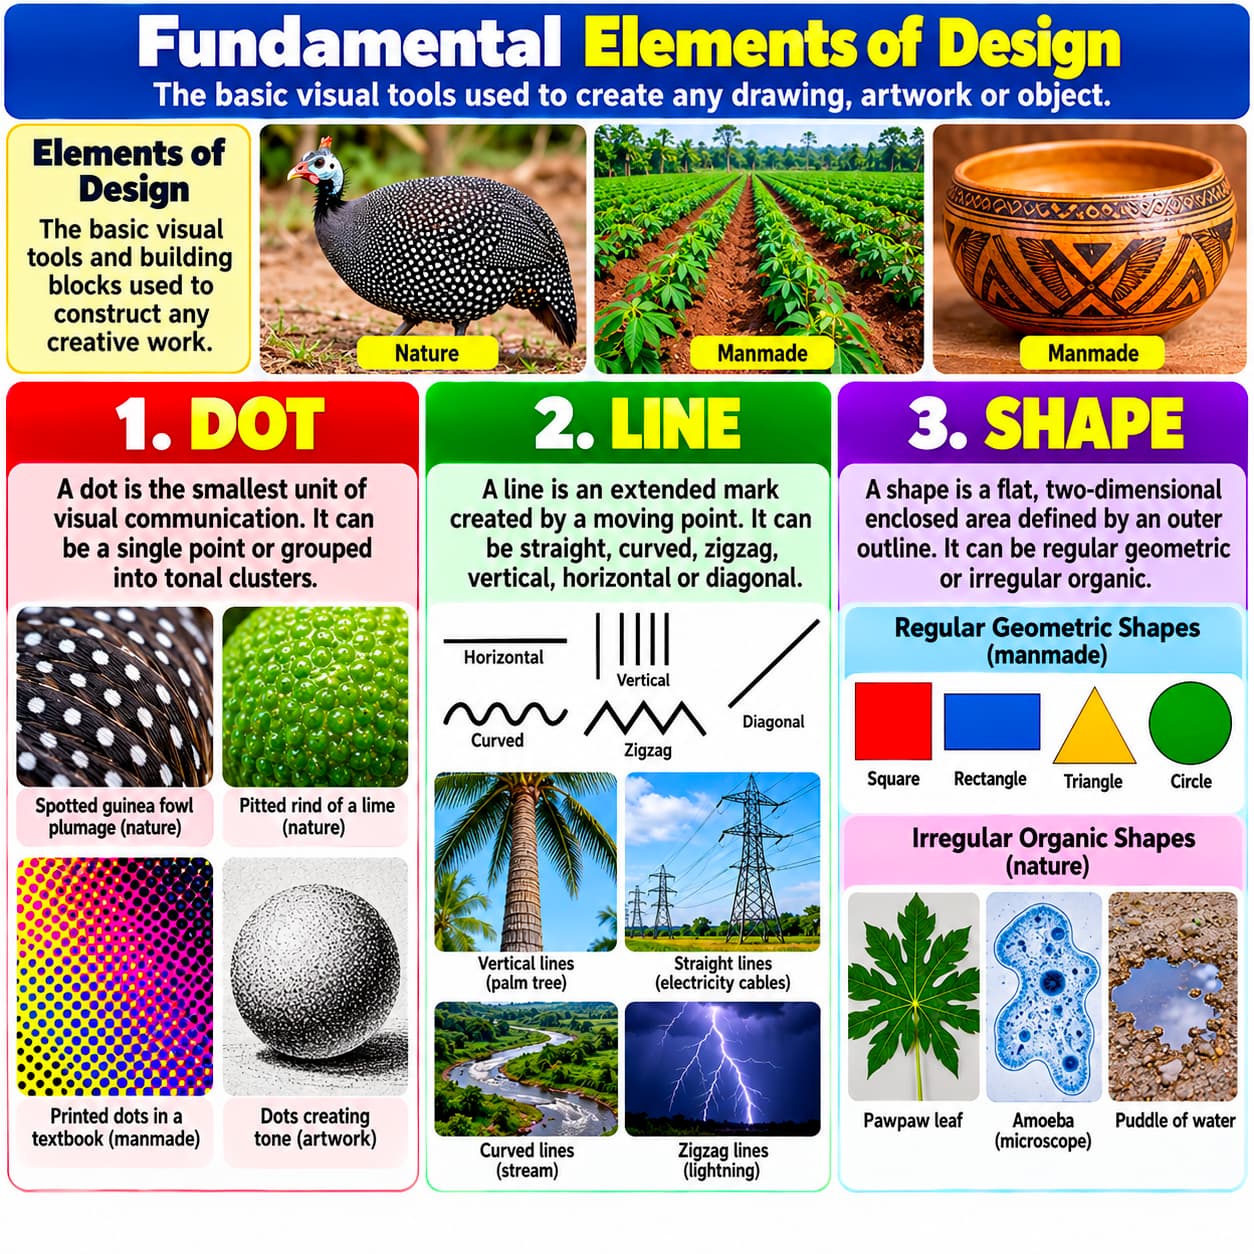 Fundamental Elements of Design
The basic visual tools used to create any drawing, artwork or object.
Elements of
Design
The basic visual
tools and building
blocks used to
construct any
creative work.
Nature
Manmade
Manmade
1. DOT
A dot is the smallest unit of
visual communication. It can
be a single point or grouped
into tonal clusters.
Spotted guinea fowl
plumage (nature)
Pitted rind of a lime
(nature)
Printed dots in a
textbook (manmade)
Dots creating
tone (artwork)
2. LINE
A line is an extended mark
created by a moving point. It can
be straight, curved, zigzag,
vertical, horizontal or diagonal.
Horizontal
Vertical
Diagonal
Curved
Zigzag
Vertical lines
(palm tree)
Straight lines
(electricity cables)
Curved lines
(stream)
Zigzag lines
(lightning)
3. SHAPE
A shape is a flat, two-dimensional
enclosed area defined by an outer
outline. It can be regular geometric
or irregular organic.
Regular Geometric Shapes
(manmade)
Square
Rectangle
Triangle
Circle
Irregular Organic Shapes
(nature)
Pawpaw leaf
Amoeba
(microscope)
Puddle of water